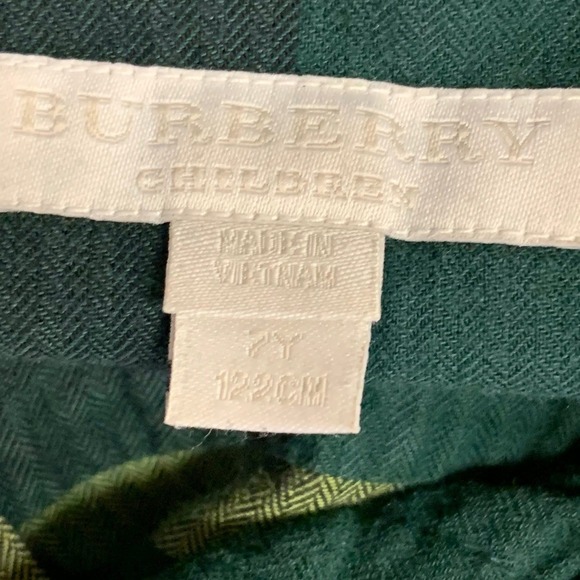 BURBERRY
CHILDREN
MADE IN
VIETNAM
7Y
122CM